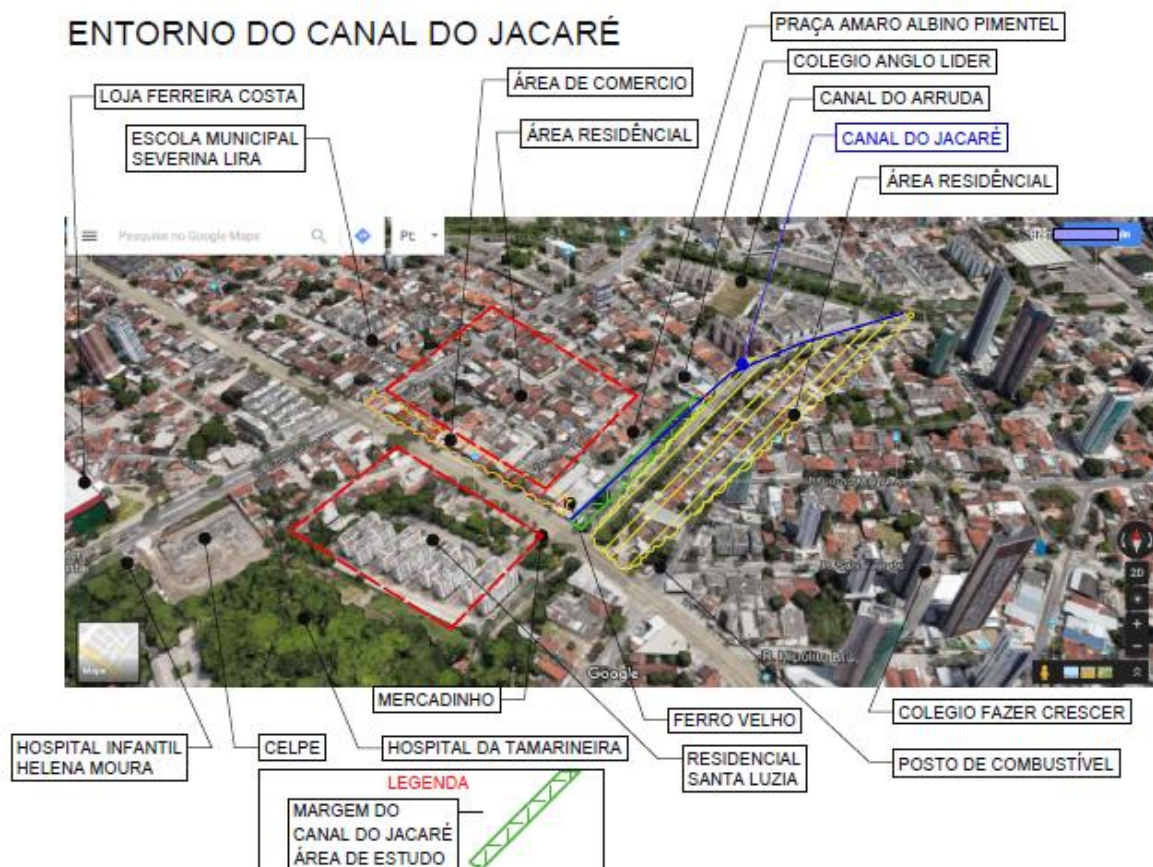 ENTORNO DO CANAL DO JACARÉ
PRAÇA AMARO ALBINO PIMENTEL
COLEGIO ANGLO LIDER
CANAL DO ARRUDA
CANAL DO JACARÉ
ÁREA RESIDÊNCIAL
ÁREA DE COMERCIO
ÁREA RESIDÊNCIAL
LOJA FERREIRA COSTA
ESCOLA MUNICIPAL
SEVERINA LIRA
Pesquise no Google Maps
Google
2D
MERCADINHO
FERRO VELHO
COLEGIO FAZER CRESCER
HOSPITAL INFANTIL
HELENA MOURA
CELPE
HOSPITAL DA TAMARINEIRA
RESIDENCIAL
SANTA LUZIA
POSTO DE COMBUSTÍVEL
LEGENDA
MARGEM DO
CANAL DO JACARÉ
ÁREA DE ESTUDO